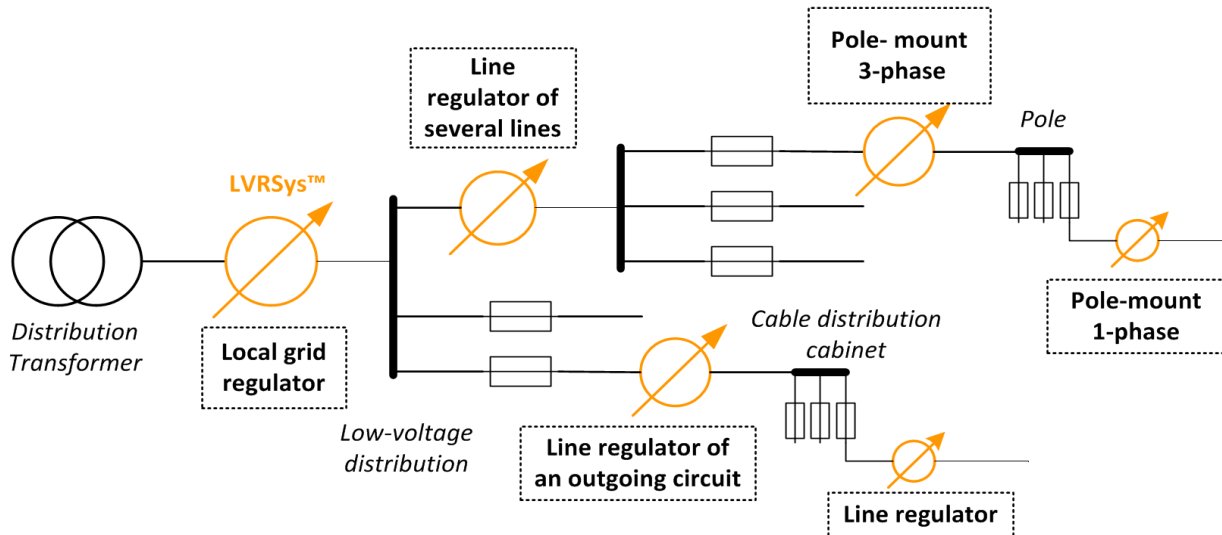 Pole- mount
3-phase
Line
regulator of
several lines
Pole
LVRSys™
Distribution
Transformer
Local grid
regulator
Pole-mount
1-phase
Cable distribution
cabinet
Low-voltage
distribution
Line regulator of
an outgoing circuit
Line regulator